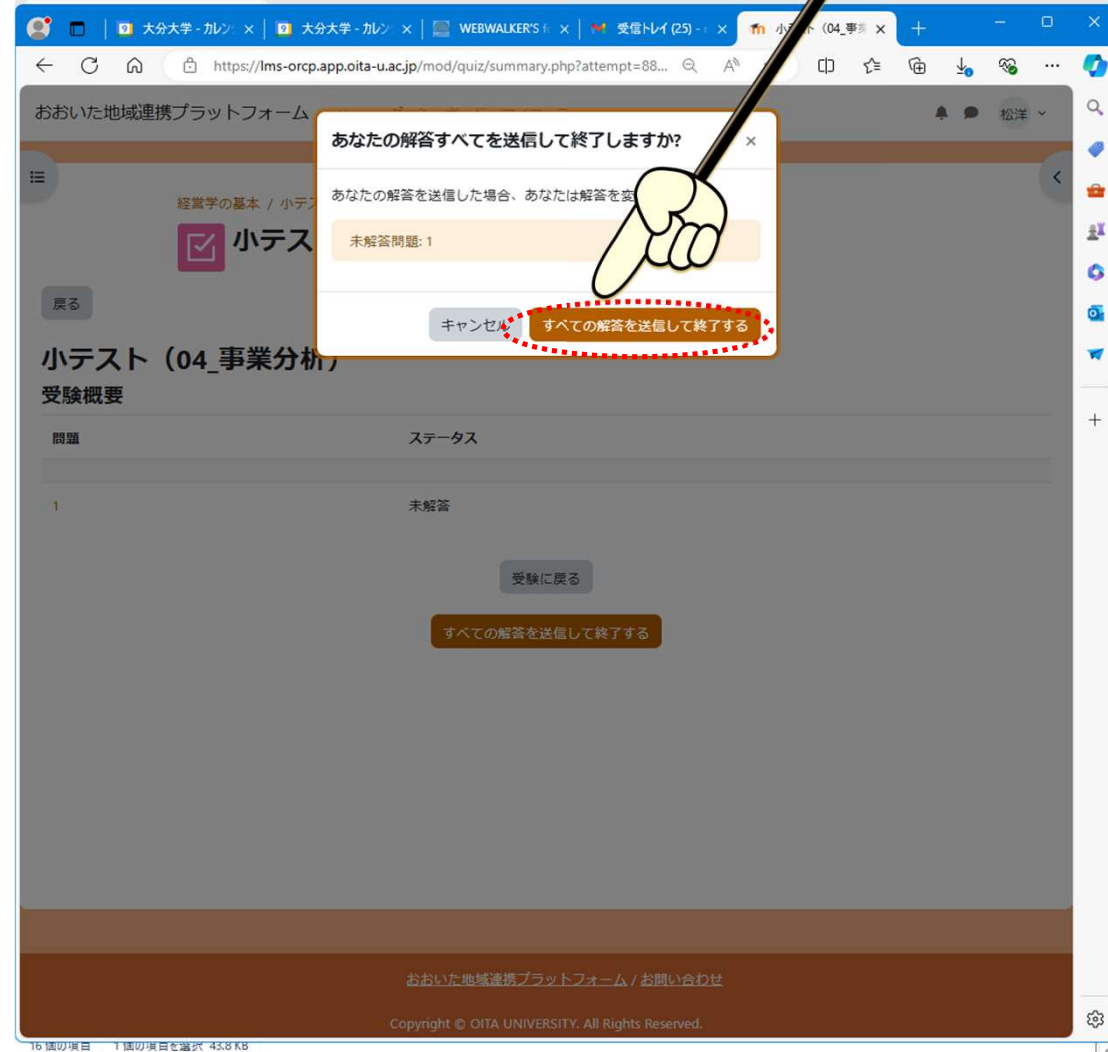 大分大学 - カレン
大分大学 - カレン
WEBWALKER'S
受信トレイ (25) -
(04_事
https://lms-orcp.app.oita-u.ac.jp/mod/quiz/summary.php?attempt=88...
おおいた地域連携プラットフォーム
松洋
あなたの解答すべてを送信して終了しますか?
あなたの解答を送信した場合、あなたは解答を変
経営学の基本 / 小テス
未解答問題: 1
小テス
戻る
キャンセル
すべての解答を送信して終了する
小テスト(04_事業分析)
受験概要
問題 ステータス
1 未解答
受験に戻る
すべての解答を送信して終了する
おおいた地域連携プラットフォーム / お問い合わせ
Copyright © OITA UNIVERSITY. All Rights Reserved.
16 個の項目 1 個の項目を選択 43.8 KB